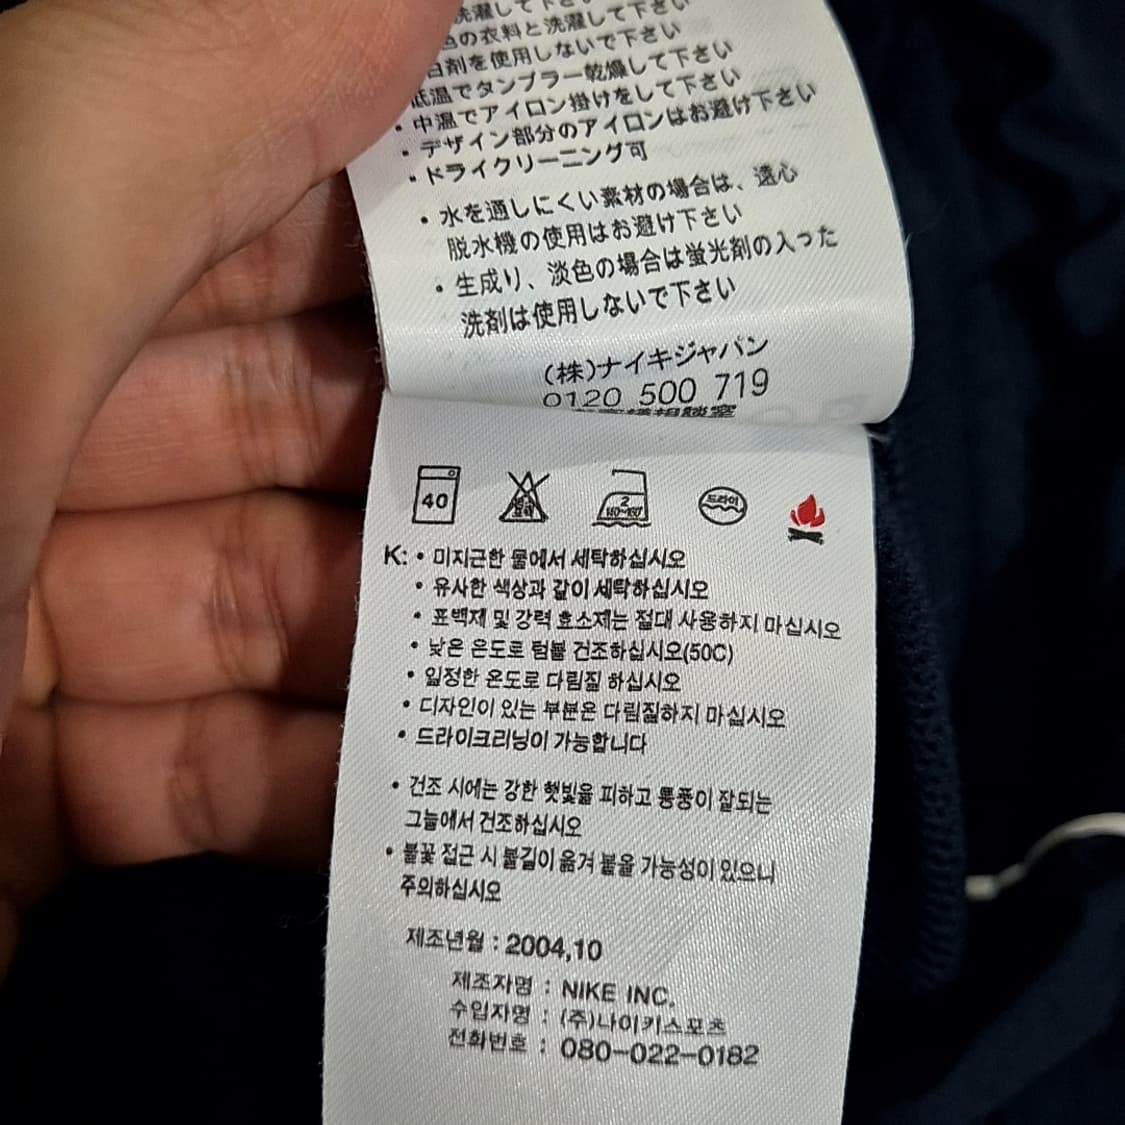 洗濯して下さい
色の衣料と洗濯して下さい
白剤を使用しないで下さい
低温でタンブラー乾燥して下さい
・中温でアイロン掛けをして下さい
・デザイン部分のアイロンはお避け下さい
・ドライクリーニング可
・水を通しにくい素材の場合は、遠心
脱水機の使用はお避け下さい
・生成り、淡色の場合は蛍光剤の入った
洗剤は使用しないで下さい
(株)ナイキジャパン
0120 500 719
40
2
140~160
드라이
K: • 미지근한 물에서 세탁하십시오
• 유사한 색상과 같이 세탁하십시오
• 표백제 및 강력 효소제는 절대 사용하지 마십시오
• 낮은 온도로 텀블 건조하십시오(50C)
• 일정한 온도로 다림질 하십시오
• 디자인이 있는 부분은 다림질하지 마십시오
• 드라이크리닝이 가능합니다
• 건조 시에는 강한 햇빛을 피하고 통풍이 잘되는
그늘에서 건조하십시오
• 불꽃 접근 시 불길이 옮겨 붙을 가능성이 있으니
주의하십시오
제조년월 : 2004,10
제조자명 : NIKE INC.
수입자명 : (주)나이키스포츠
전화번호 : 080-022-0182